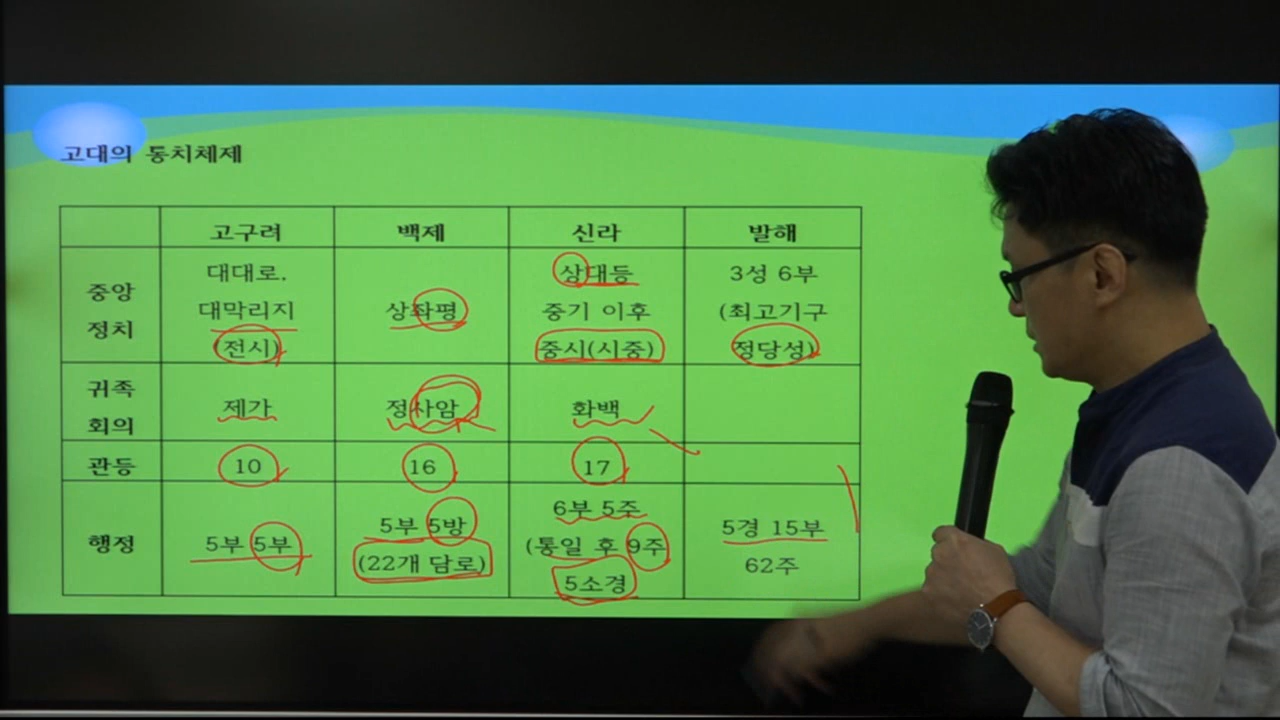 고대의 통치체제
고구려 백제 신라 발해
중앙 정치 대대로. 대막리지 (전시) 상좌평 상대등 중기 이후 중시(시중) 3성 6부 (최고기구 정당성)
귀족 회의 제가 정사암 화백
관등 10 16 17
행정 5부 5부 5부 5방 (22개 담로) 6부 5주 (통일 후 9주 5소경 5경 15부 62주